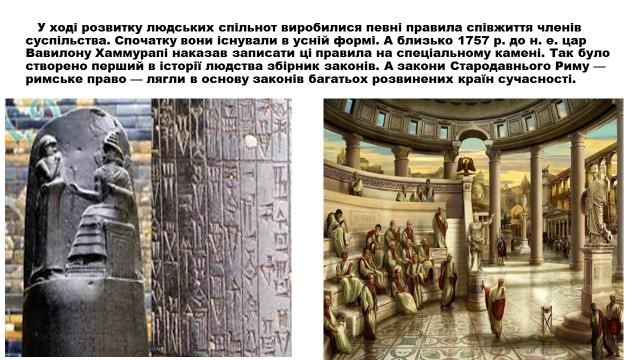 У ході розвитку людських спільнот виробилися певні правила співжиття членів
суспільства. Спочатку вони існували в усній формі. А близько 1757 р. до н. е. цар
Вавилону Хаммурапі наказав записати ці правила на спеціальному камені. Так було
створено перший в історії людства збірник законів. А закони Стародавнього Риму —
римське право — лягли в основу законів багатьох розвинених країн сучасності.